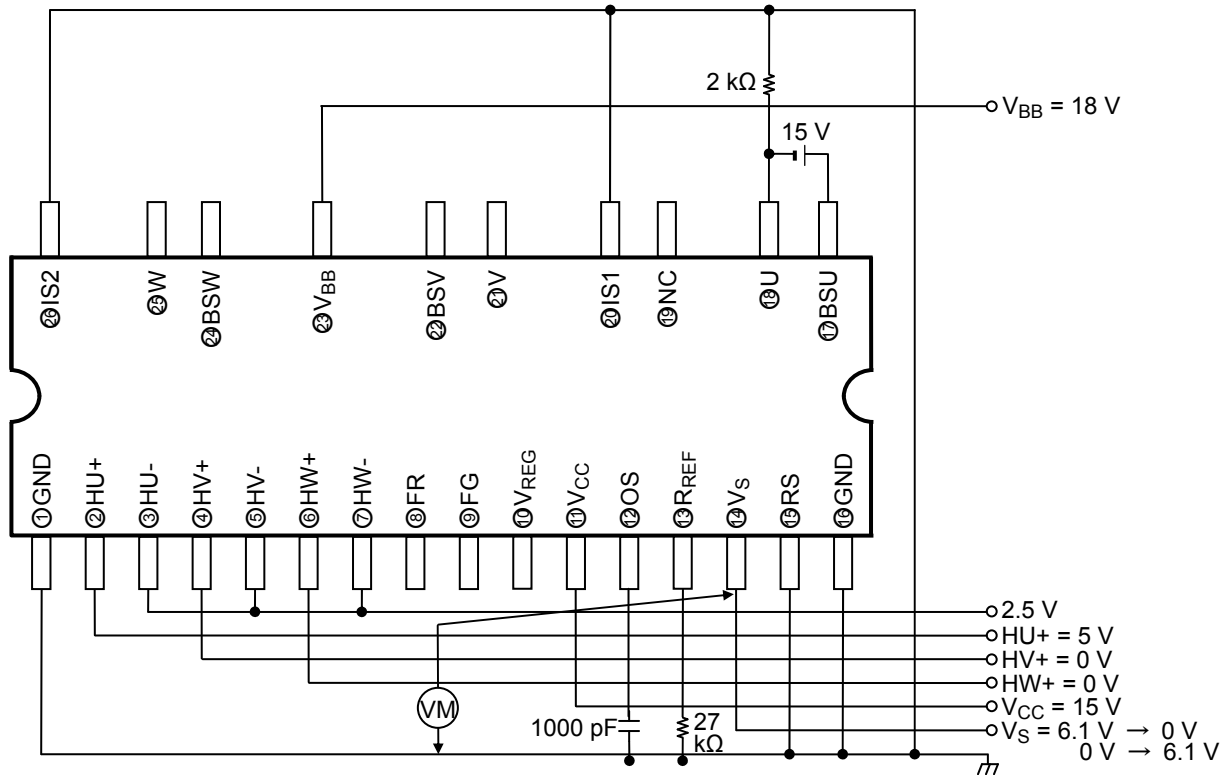 2 kΩ
V_BB = 18 V
15 V
㉖IS2
㉕W
㉔BSW
㉓V_BB
㉒BSV
㉑V
⑳IS1
⑲NC
⑱U
⑰BSU
①GND
②HU+
③HU-
④HV+
⑤HV-
⑥HW+
⑦HW-
⑧FR
⑨FG
⑩V_REG
⑪V_CC
⑫OS
⑬R_REF
⑭V_S
⑮RS
⑯GND
2.5 V
HU+ = 5 V
HV+ = 0 V
HW+ = 0 V
V_CC = 15 V
V_S = 6.1 V → 0 V
0 V → 6.1 V
VM
1000 pF
27
kΩ